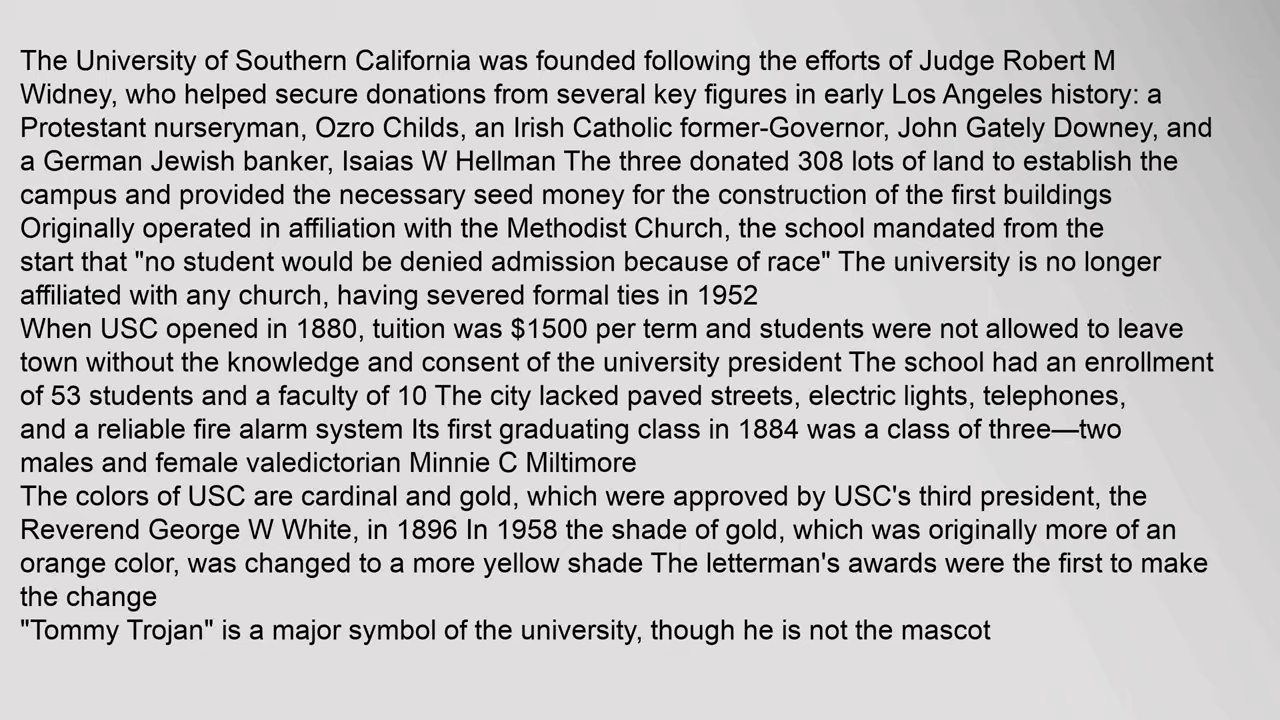 The University of Southern California was founded following the efforts of Judge Robert M
Widney, who helped secure donations from several key figures in early Los Angeles history: a
Protestant nurseryman, Ozro Childs, an Irish Catholic former-Governor, John Gately Downey, and
a German Jewish banker, Isaias W Hellman The three donated 308 lots of land to establish the
campus and provided the necessary seed money for the construction of the first buildings
Originally operated in affiliation with the Methodist Church, the school mandated from the
start that "no student would be denied admission because of race" The university is no longer
affiliated with any church, having severed formal ties in 1952
When USC opened in 1880, tuition was $1500 per term and students were not allowed to leave
town without the knowledge and consent of the university president The school had an enrollment
of 53 students and a faculty of 10 The city lacked paved streets, electric lights, telephones,
and a reliable fire alarm system Its first graduating class in 1884 was a class of three—two
males and female valedictorian Minnie C Miltimore
The colors of USC are cardinal and gold, which were approved by USC's third president, the
Reverend George W White, in 1896 In 1958 the shade of gold, which was originally more of an
orange color, was changed to a more yellow shade The letterman's awards were the first to make
the change
"Tommy Trojan" is a major symbol of the university, though he is not the mascot